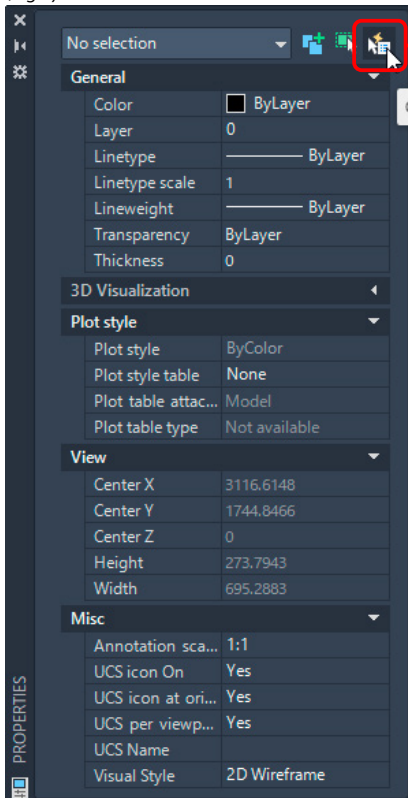 No selection
General
Color ByLayer
Layer 0
Linetype ByLayer
Linetype scale 1
Lineweight ByLayer
Transparency ByLayer
Thickness 0
3D Visualization
Plot style
Plot style ByColor
Plot style table None
Plot table attac... Model
Plot table type Not available
View
Center X 3116.6148
Center Y 1744.8466
Center Z 0
Height 273.7943
Width 695.2883
Misc
Annotation sca... 1:1
UCS icon On Yes
UCS icon at ori... Yes
UCS per viewp... Yes
UCS Name
Visual Style 2D Wireframe
PROPERTIES